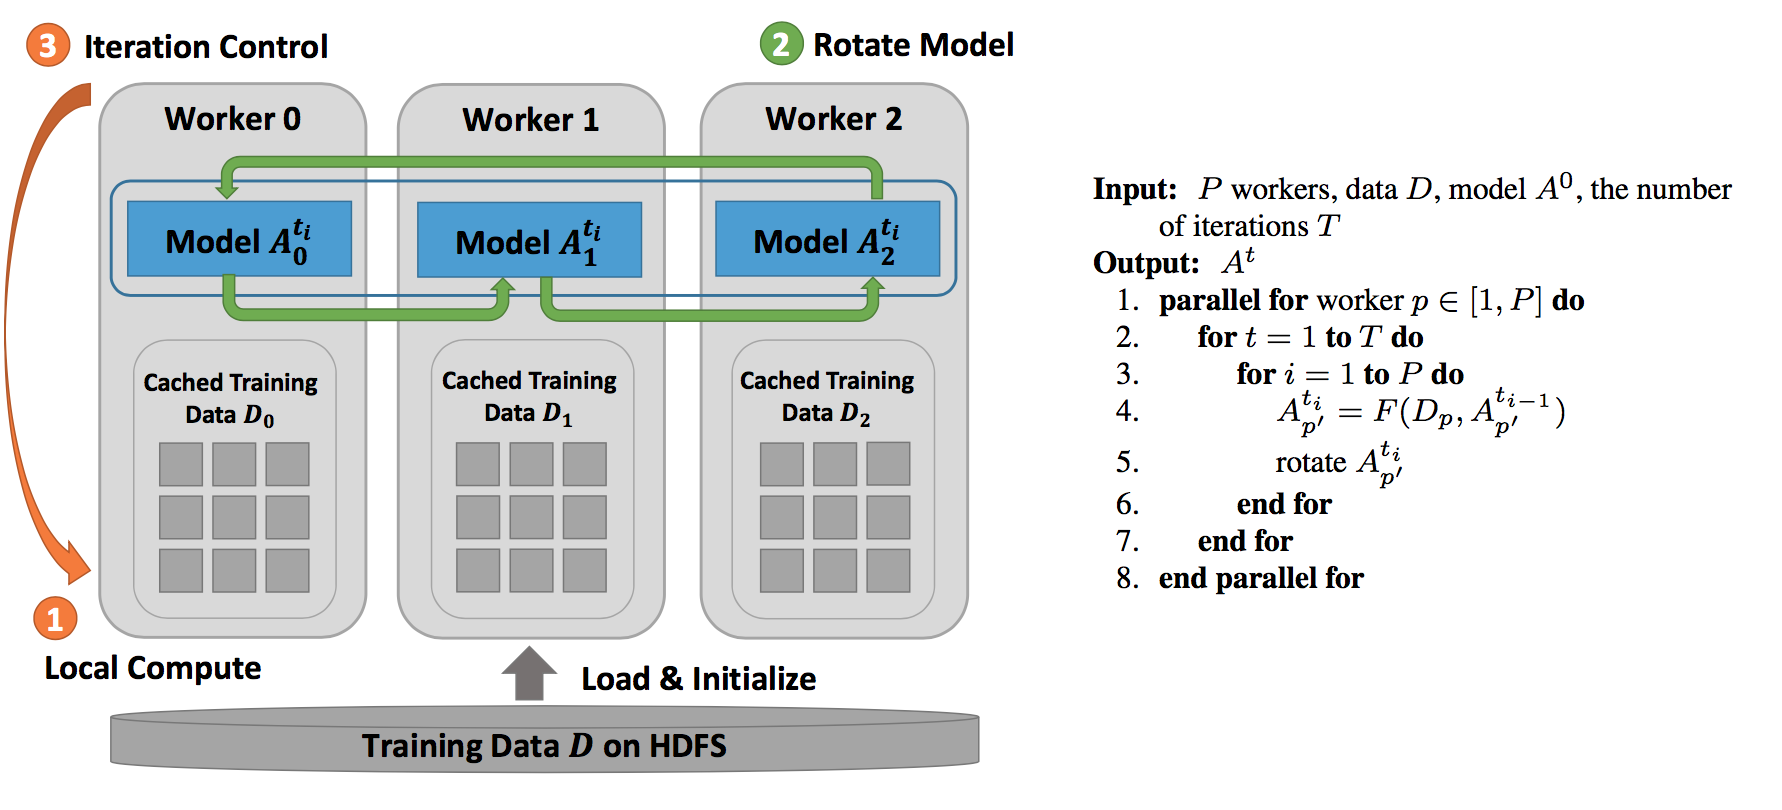 3 Iteration Control
2 Rotate Model
Worker 0
Worker 1
Worker 2
Model A_0^{t_i}
Model A_1^{t_i}
Model A_2^{t_i}
Cached Training
Data D_0
Cached Training
Data D_1
Cached Training
Data D_2
1
Local Compute
Load & Initialize
Training Data D on HDFS
Input: P workers, data D, model A^0, the number
of iterations T
Output: A^t
1. parallel for worker p ∈ [1, P] do
2. for t = 1 to T do
3. for i = 1 to P do
4. A_{p'}^{t_i} = F(D_p, A_{p'}^{t_{i-1}})
5. rotate A_{p'}^{t_i}
6. end for
7. end for
8. end parallel for